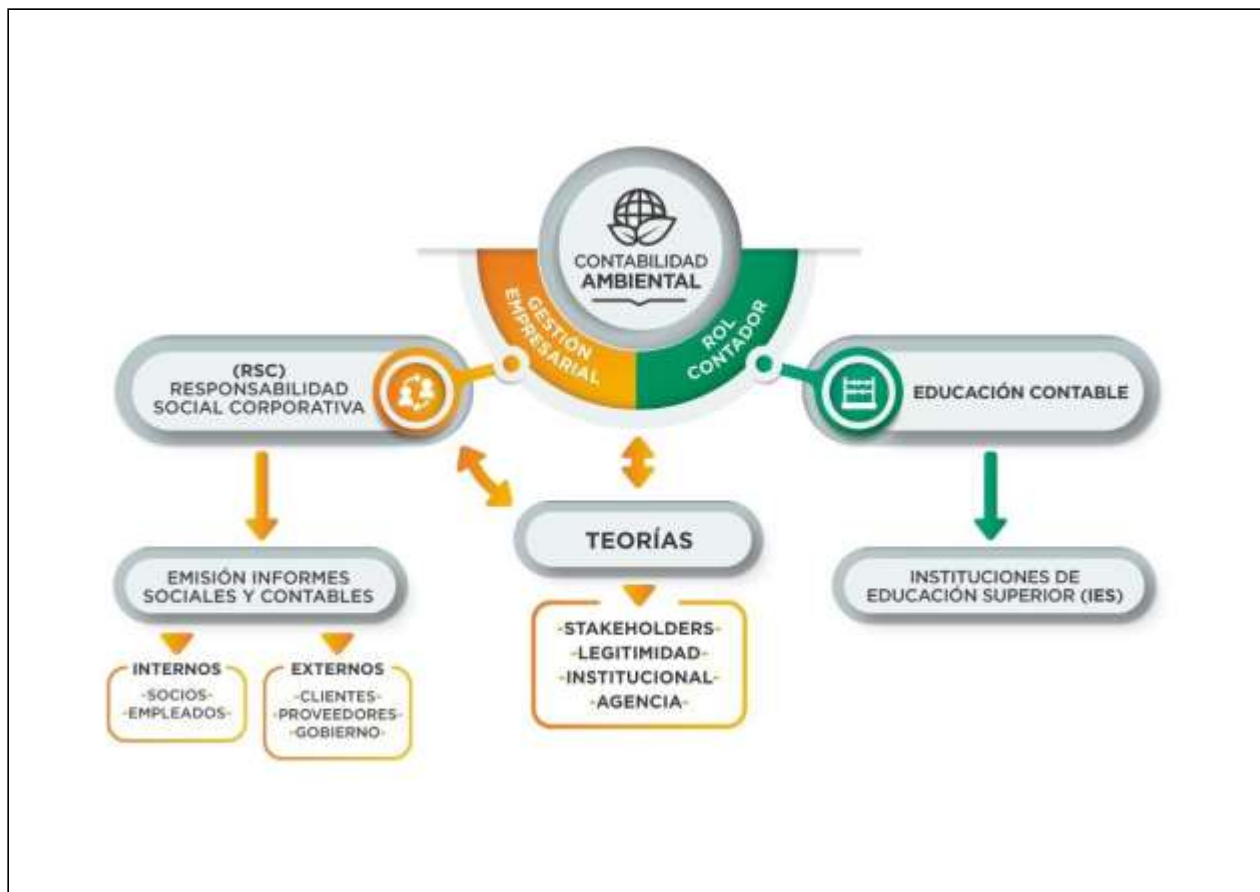 CONTABILIDAD
AMBIENTAL
GESTIÓN
EMPRESARIAL
ROL
CONTADOR
(RSC)
RESPONSABILIDAD
SOCIAL CORPORATIVA
EDUCACIÓN CONTABLE
TEORÍAS
EMISIÓN INFORMES
SOCIALES Y CONTABLES
INSTITUCIONES DE
EDUCACIÓN SUPERIOR (IES)
INTERNOS
-SOCIOS-
-EMPLEADOS-
EXTERNOS
-CLIENTES-
-PROVEEDORES-
-GOBIERNO-
-STAKEHOLDERS-
-LEGITIMIDAD-
-INSTITUCIONAL-
-AGENCIA-